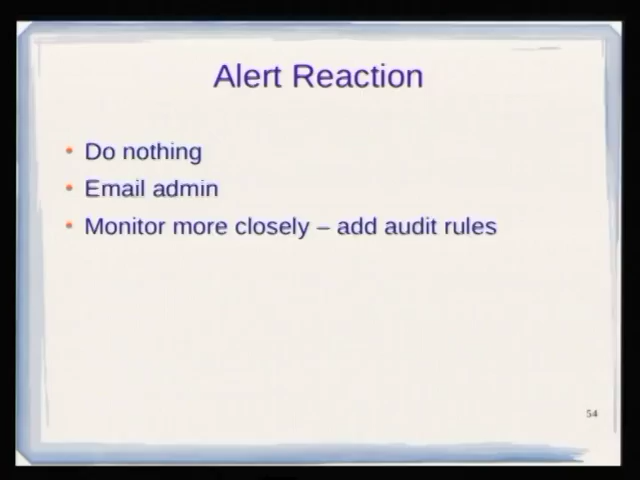 Alert Reaction
• Do nothing
• Email admin
• Monitor more closely – add audit rules
54